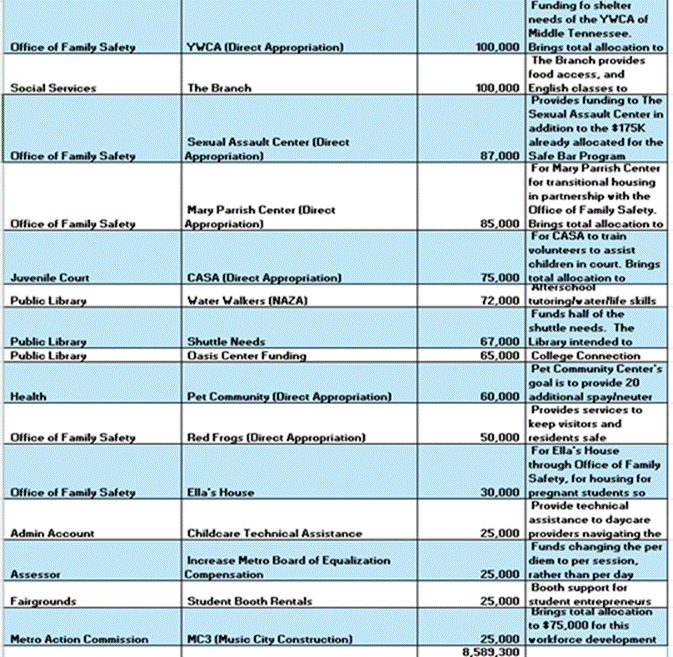 Funding fo shelter
needs of the YWCA of
Middle Tennessee.
Office of Family Safety YWCA (Direct Appropriation) 100,000 Brings total allocation to
The Branch provides
food access, and
Social Services The Branch 100,000 English classes to
Provides funding to The
Sexual Assault Center in
addition to the $175K
Sexual Assault Center (Direct already allocated for the
Office of Family Safety Appropriation) 87,000 Safe Bar Program
For Mary Parrish Center
for transitional housing
in partnership with the
Mary Parrish Center (Direct Office of Family Safety.
Office of Family Safety Appropriation) 85,000 Brings total allocation to
For CASA to train
volunteers to assist
children in court. Brings
Juvenile Court CASA (Direct Appropriation) 75,000 total allocation to
Afterschool
Public Library Water Walkers (NAZA) 72,000 tutoring/water/life skills
Funds half of the
shuttle needs. The
Public Library Shuttle Needs 67,000 Library intended to
Public Library Oasis Center Funding 65,000 College Connection
Pet Community Center's
goal is to provide 20
Health Pet Community (Direct Appropriation) 60,000 additional spay/neuter
Provides services to
keep visitors and
Office of Family Safety Red Frogs (Direct Appropriation) 50,000 residents safe
For Ella's House
through Office of Family
Safety, for housing for
Office of Family Safety Ella's House 30,000 pregnant students so
Provide technical
assistance to daycare
Admin Account Childcare Technical Assistance 25,000 providers navigating the
Funds changing the per
Increase Metro Board of Equalization diem to per session,
Assessor Compensation 25,000 rather than per day
Booth support for
Fairgrounds Student Booth Rentals 25,000 student entrepreneurs
Brings total allocation
to $75,000 for this
Metro Action Commission MC3 (Music City Construction) 25,000 workforce development
8,589,300